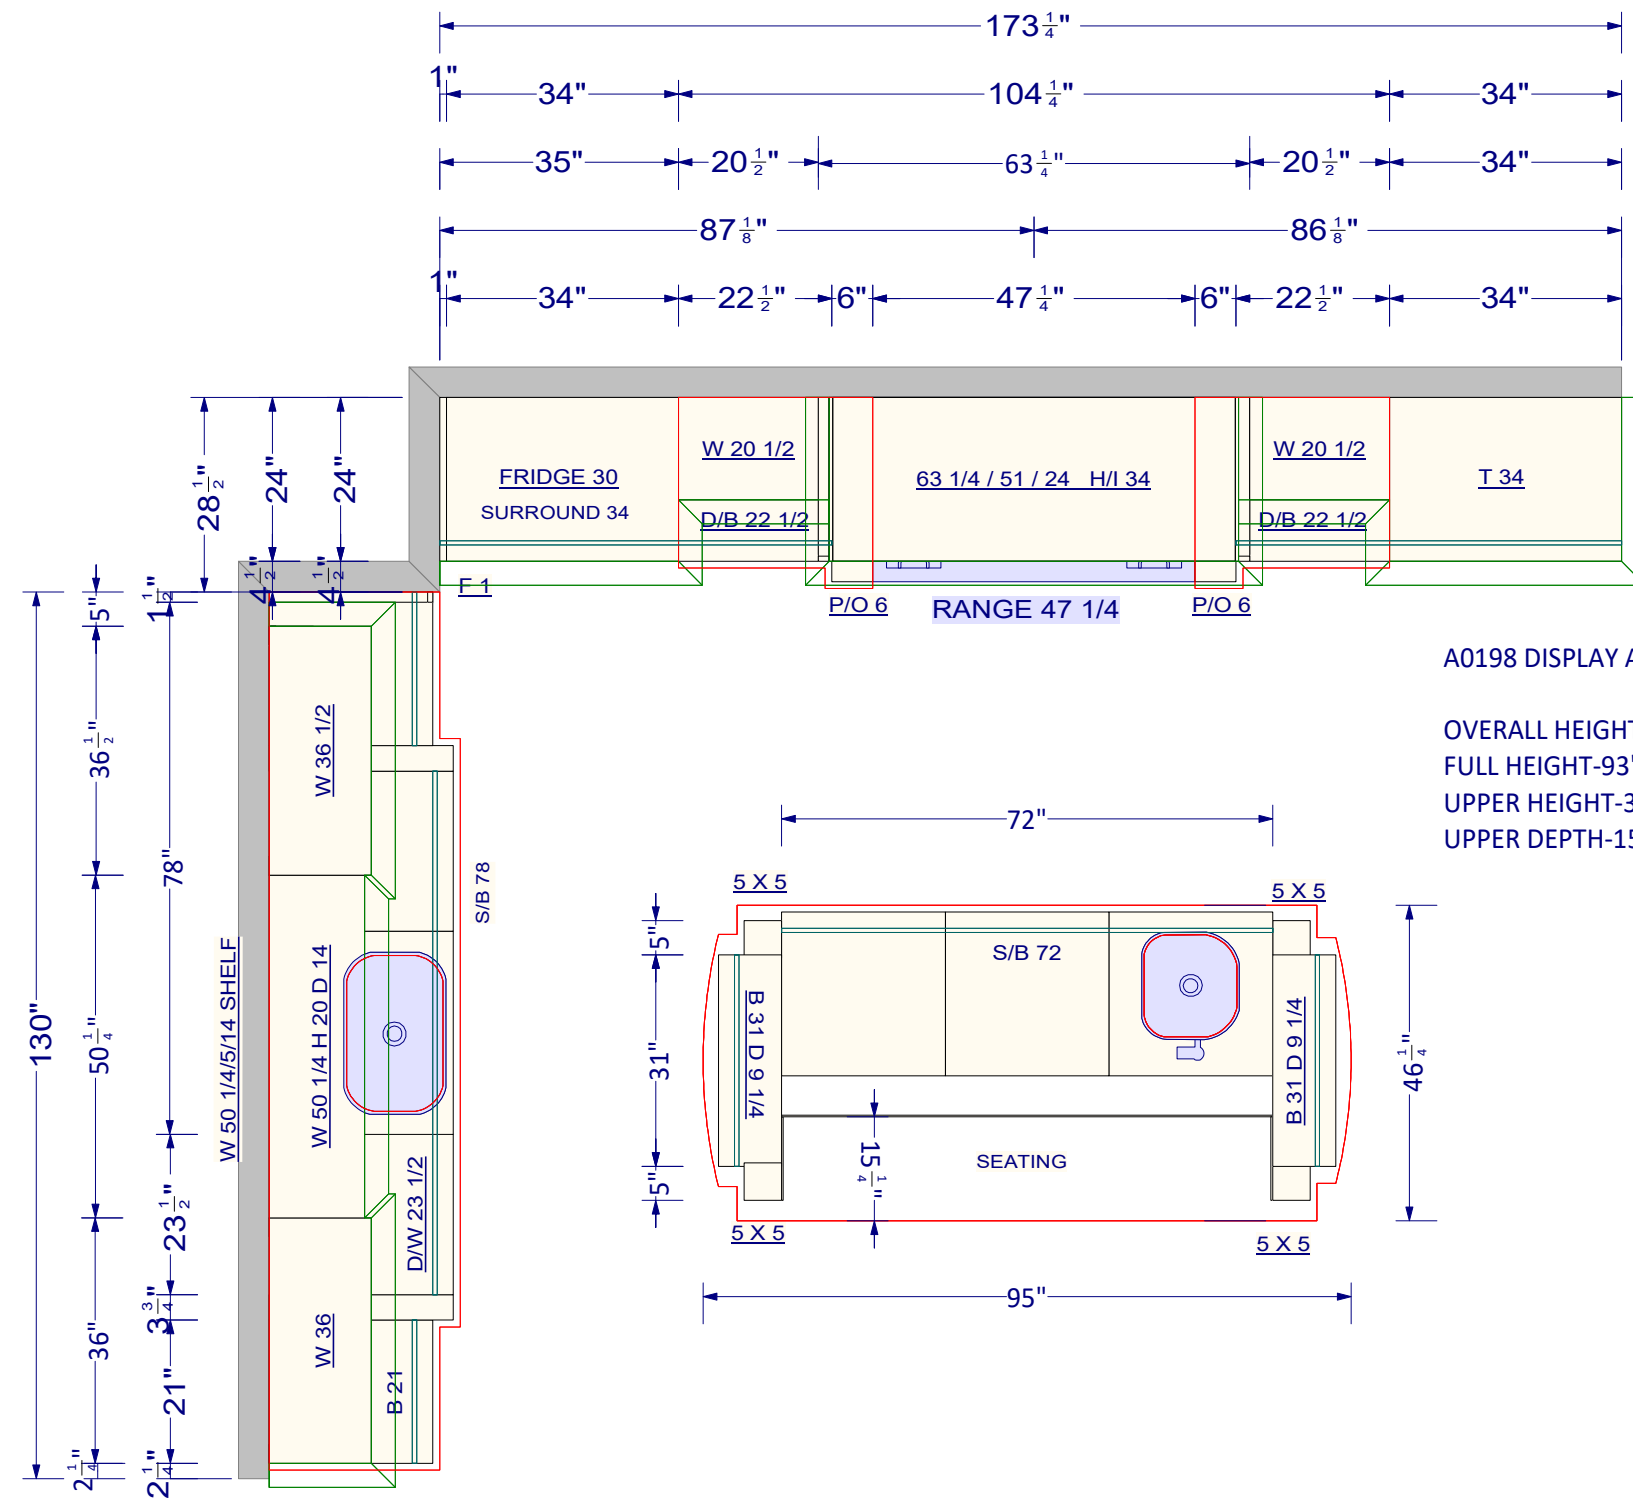 173 1/4"
1" 34" 104 1/4" 34"
35" 20 1/2" 63 1/4" 20 1/2" 34"
87 1/8" 86 1/8"
1" 34" 22 1/2" 6" 47 1/4" 6" 22 1/2" 34"
28 1/2" 24" 24"
4 1/2" 4 1/2"
FRIDGE 30
SURROUND 34
W 20 1/2
D/B 22 1/2
63 1/4 / 51 / 24 H/I 34
W 20 1/2
D/B 22 1/2
T 34
F 1
P/O 6
RANGE 47 1/4
P/O 6
A0198 DISPLAY A
OVERALL HEIGHT
FULL HEIGHT-93"
UPPER HEIGHT-3
UPPER DEPTH-15
130"
5"
36 1/2"
50 1/4"
36"
2 1/4"
1 1/2"
78"
23 1/2"
3 3/4"
21"
2 1/4"
W 50 1/4/5/14 SHELF
W 36 1/2
W 50 1/4 H 20 D 14
W 36
S/B 78
D/W 23 1/2
B 21
72"
5 X 5
5 X 5
5"
31"
5"
B 31 D 9 1/4
S/B 72
B 31 D 9 1/4
15 1/4"
SEATING
46 1/4"
5 X 5
5 X 5
95"